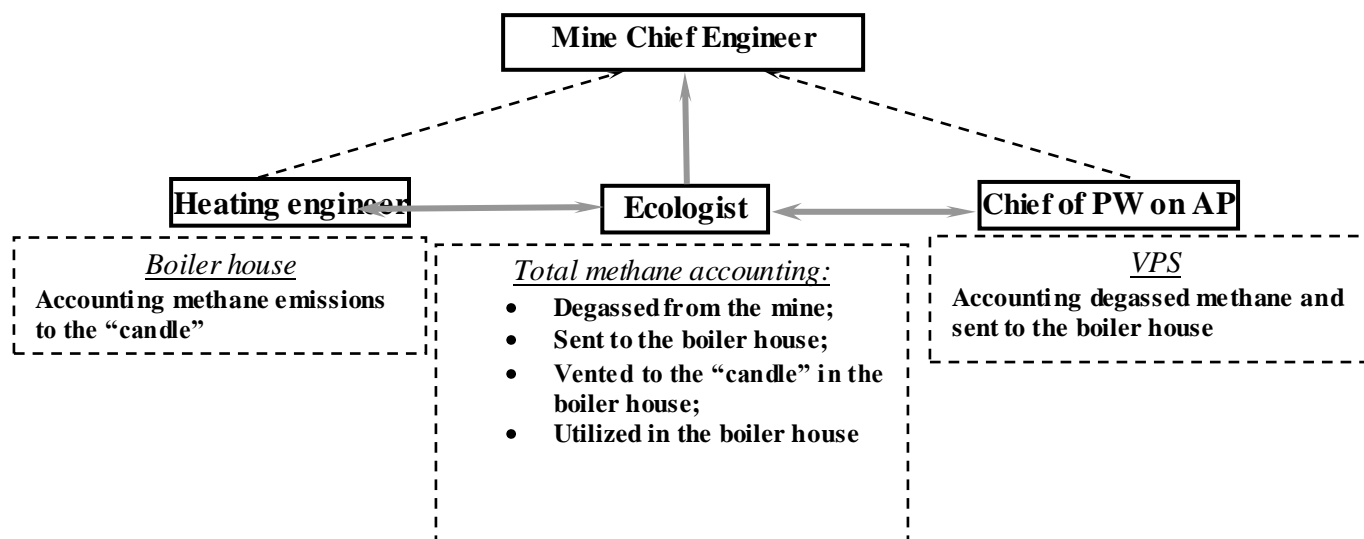 Mine Chief Engineer
Heating engineer
Ecologist
Chief of PW on AP
Boiler house
Accounting methane emissions
to the “candle”
Total methane accounting:
• Degassed from the mine;
• Sent to the boiler house;
• Vented to the “candle” in the
boiler house;
• Utilized in the boiler house
VPS
Accounting degassed methane and
sent to the boiler house